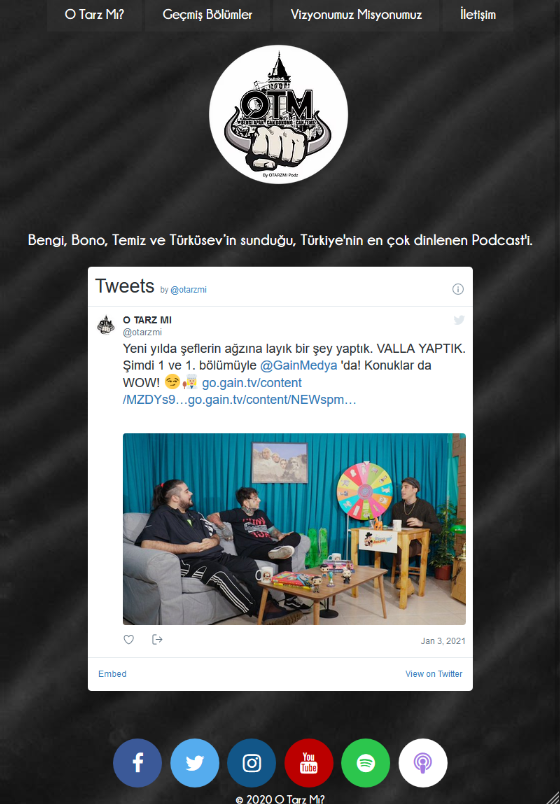 O Tarz Mı?
Geçmiş Bölümler
Vizyonumuz Misyonumuz
İletişim
OTM
by OTARZMI Podz
Bengi, Bono, Temiz ve Türküsev'in sunduğu, Türkiye'nin en çok dinlenen Podcast'i.
Tweets by @otarzmi
O TARZ MI
@otarzmi
Yeni yılda şeflerin ağzına layık bir şey yaptık. VALLA YAPTIK.
Şimdi 1 ve 1. bölümüyle @GainMedya 'da! Konuklar da
WOW! 😏👨‍🍳 go.gain.tv/content
/MZDYs9…go.gain.tv/content/NEWspm…
Jan 3, 2021
Embed
View on Twitter
You
Tube
© 2020 O Tarz Mı?